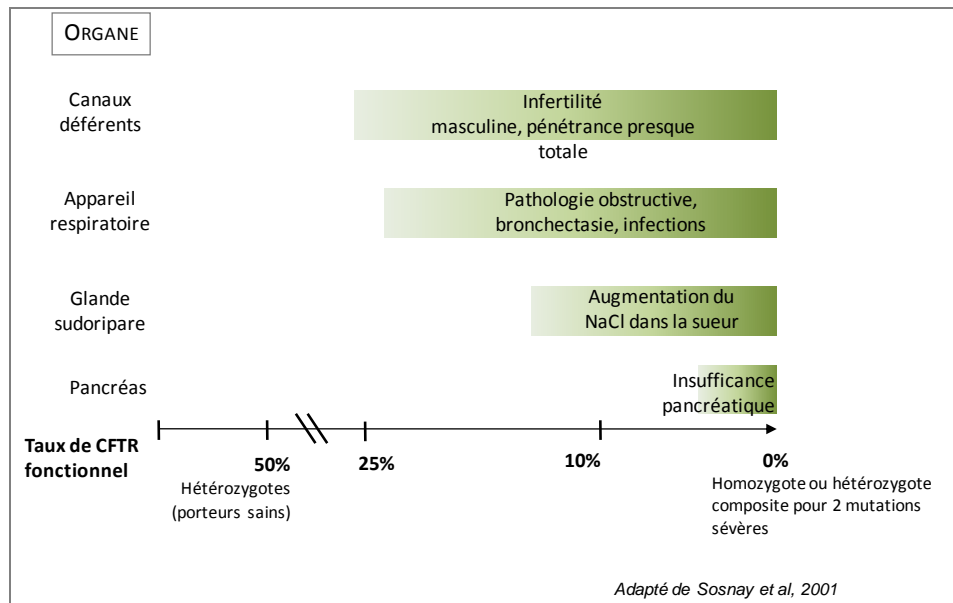 ORGANE
Canaux
déférents
Infertilité
masculine, pénétrance presque
totale
Appareil
respiratoire
Pathologie obstructive,
bronchectasie, infections
Glande
sudoripare
Augmentation du
NaCl dans la sueur
Pancréas
Insuffisance
pancréatique
Taux de CFTR
fonctionnel
50%
25%
10%
0%
Hétérozygotes
(porteurs sains)
Homozygote ou hétérozygote
composite pour 2 mutations
sévères
Adapté de Sosnay et al, 2001